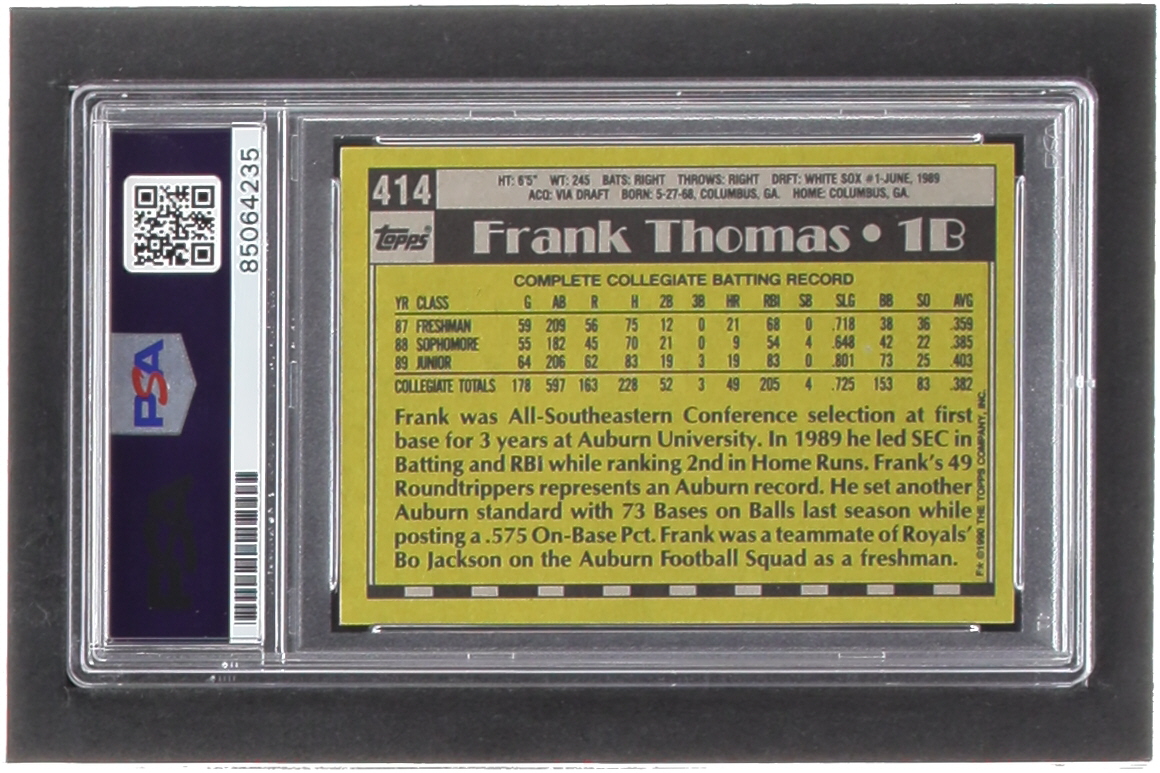 PSA
85064235
414
HT: 6'5" WT: 245 BATS: RIGHT THROWS: RIGHT DRFT: WHITE SOX #1-JUNE, 1989
ACQ: VIA DRAFT BORN: 5-27-68, COLUMBUS, GA. HOME: COLUMBUS, GA.
Topps®
Frank Thomas • 1B
COMPLETE COLLEGIATE BATTING RECORD
YR CLASS G AB R H 2B 3B HR RBI SB SLG BB SO AVG
87 FRESHMAN 59 209 56 75 12 0 21 68 0 .718 38 36 .359
88 SOPHOMORE 55 182 45 70 21 0 9 54 4 .648 42 22 .385
89 JUNIOR 64 206 62 83 19 3 19 83 0 .801 73 25 .403
COLLEGIATE TOTALS 178 597 163 228 52 3 49 205 4 .725 153 83 .382
Frank was All-Southeastern Conference selection at first
base for 3 years at Auburn University. In 1989 he led SEC in
Batting and RBI while ranking 2nd in Home Runs. Frank's 49
Roundtrippers represents an Auburn record. He set another
Auburn standard with 73 Bases on Balls last season while
posting a .575 On-Base Pct. Frank was a teammate of Royals'
Bo Jackson on the Auburn Football Squad as a freshman.
F★ ©1990 THE TOPPS COMPANY, INC.
PSA